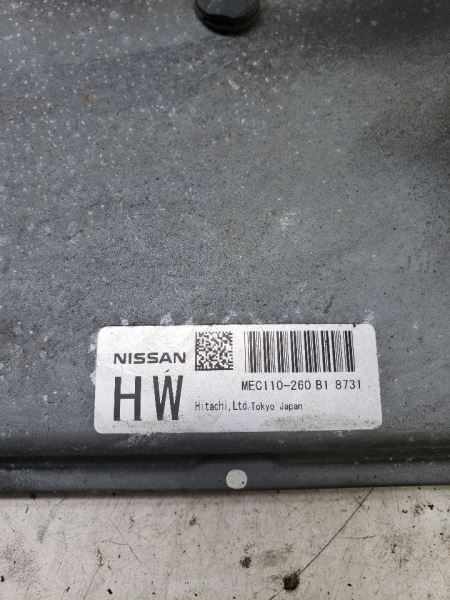 NISSAN
MEC110-260 B1 8731
HW
Hitachi,Ltd.Tokyo Japan